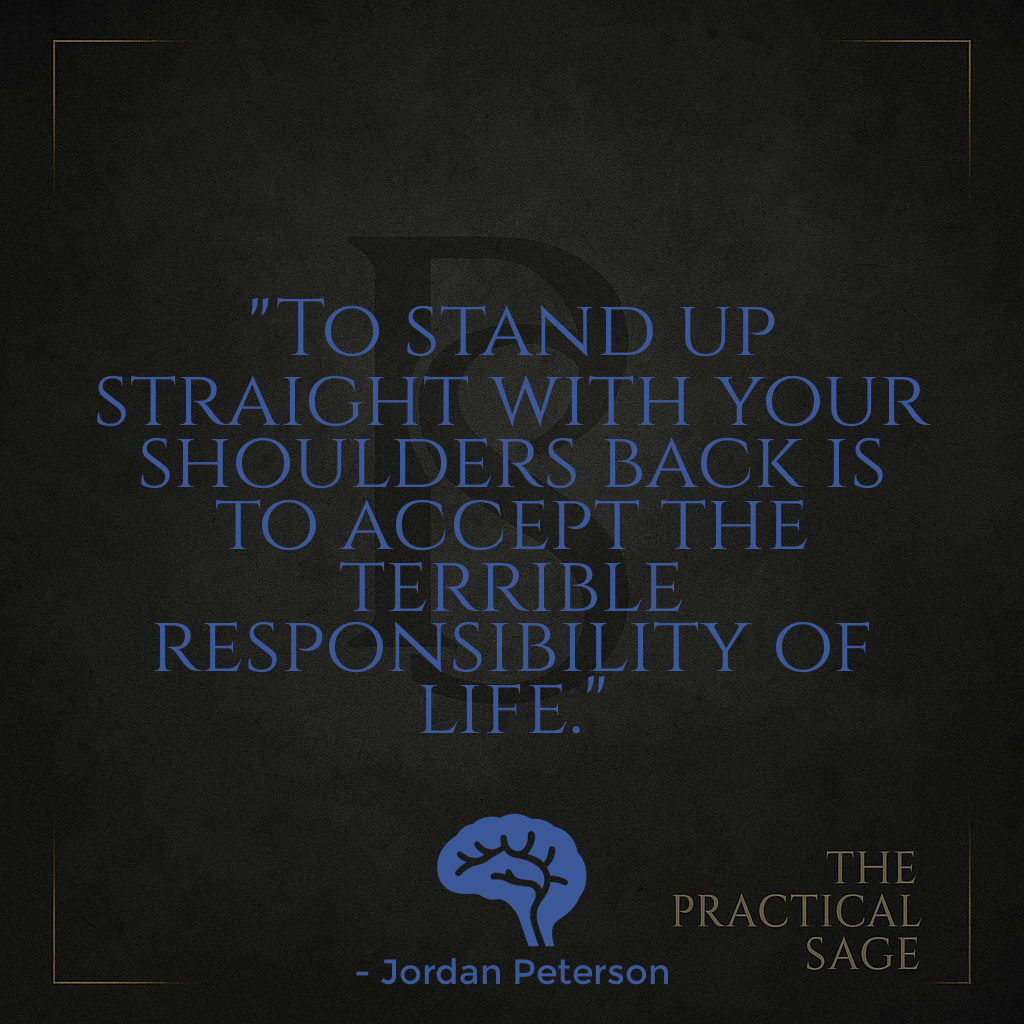 "To stand up
straight with your
shoulders back is
to accept the
terrible
responsibility of
life."
- Jordan Peterson
THE
PRACTICAL
SAGE